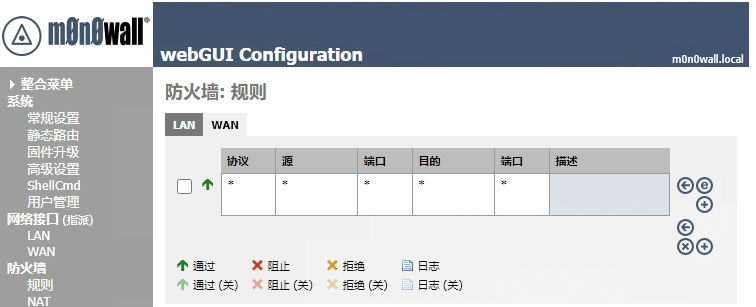 m0n0wall®
webGUI Configuration
m0n0wall.local
整合菜单
系统
常规设置
静态路由
固件升级
高级设置
ShellCmd
用户管理
网络接口 (指派)
LAN
WAN
防火墙
规则
NAT
防火墙: 规则
LAN WAN
协议 源 端口 目的 端口 描述
* * * * *
e
通过 阻止 拒绝 日志
通过 (关) 阻止 (关) 拒绝 (关) 日志 (关)